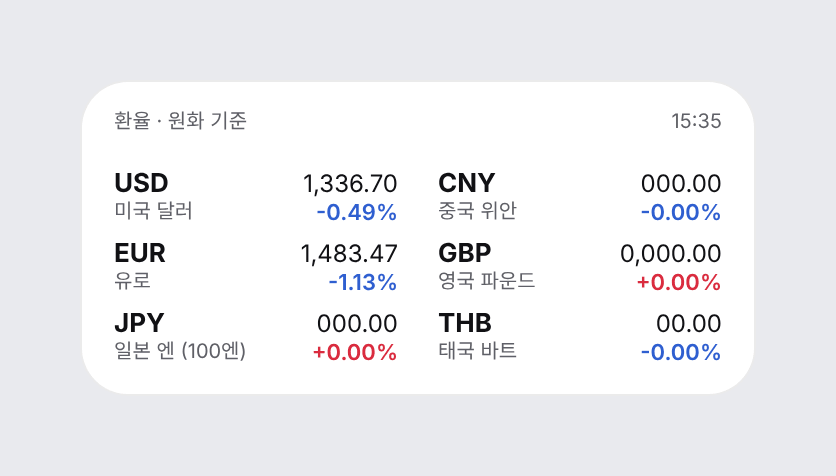 환율 · 원화 기준 15:35
USD 1,336.70 CNY 000.00
미국 달러 -0.49% 중국 위안 -0.00%
EUR 1,483.47 GBP 0,000.00
유로 -1.13% 영국 파운드 +0.00%
JPY 000.00 THB 00.00
일본 엔 (100엔) +0.00% 태국 바트 -0.00%